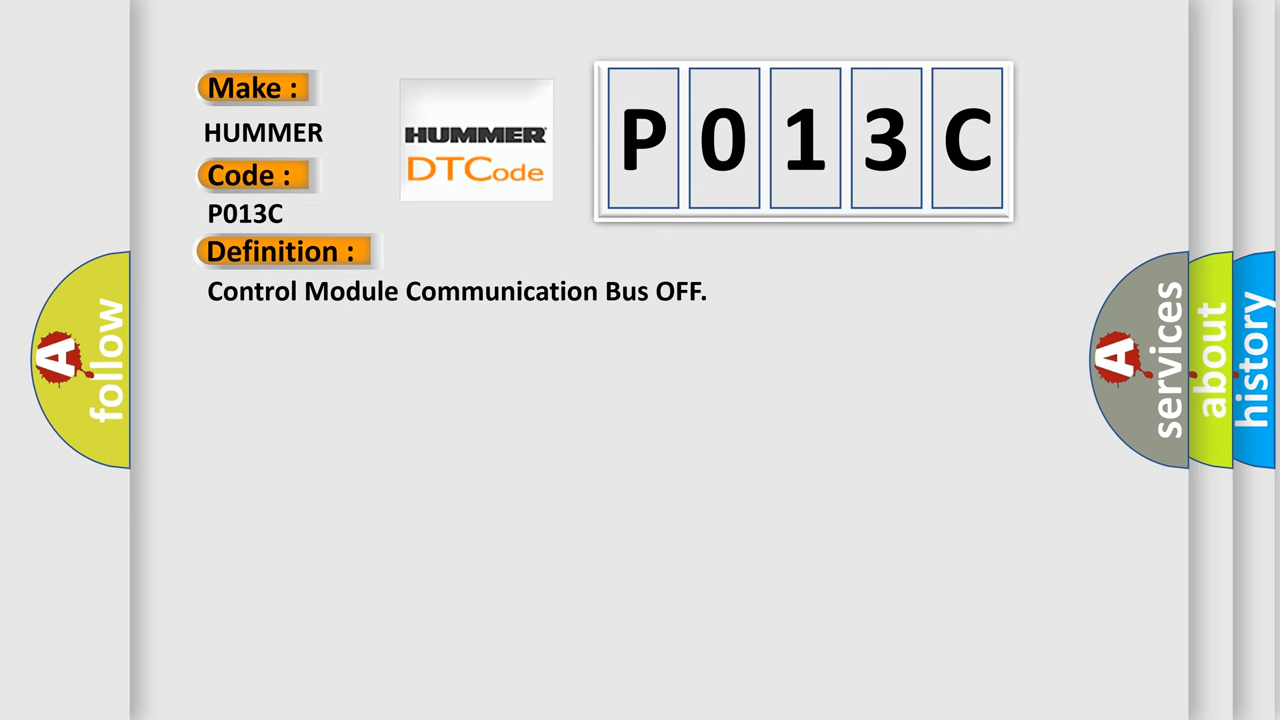 Make :
HUMMER
Code :
P013C
Definition :
Control Module Communication Bus OFF.
HUMMER
DTCode
P 0 1 3 C
A follow
A services
about
history